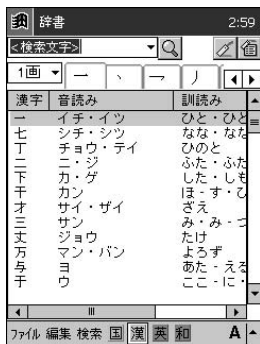 辞書 2:59
<検索文字>
1画 一 丶 乛 丿
漢字 音読み 訓読み
一 イチ・イツ ひと・ひと
七 シチ・シツ なな・なな
丁 チョウ・テイ ひのと
二 ニ・ジ ふた・ふた
下 カ・ゲ した・しも
干 カン ほ-す・ひ
才 サイ・ザイ ざえ
三 サン み・み-つ
丈 ジョウ たけ
万 マン・バン よろず
与 ヨ あた-える
于 ウ ここ-に・
ファイル 編集 検索 国 漢 英 和 A